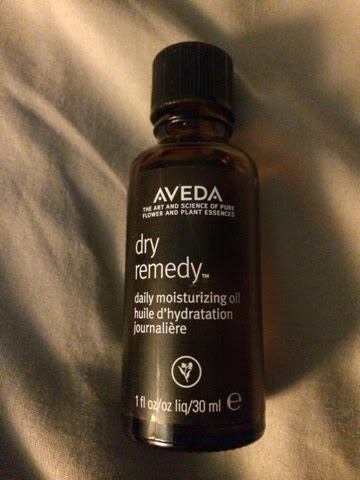 AVEDA
THE ART AND SCIENCE OF PURE
FLOWER AND PLANT ESSENCES
dry
remedy™
daily moisturizing oil
huile d'hydratation
journalière
1 fl oz/oz liq/30 ml ℮